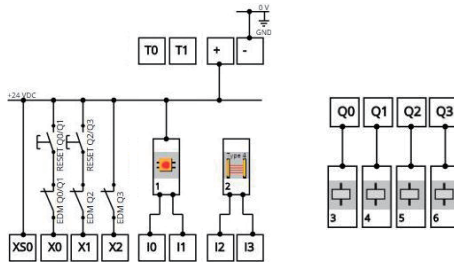 0 V
GND
T0 T1 + -
+24 VDC
RESET Q0/Q1
RESET Q2/Q3
EDM Q0/Q1
EDM Q2
EDM Q3
1
2
XS0 X0 X1 X2 I0 I1 I2 I3
Q0 Q1 Q2 Q3
3 4 5 6